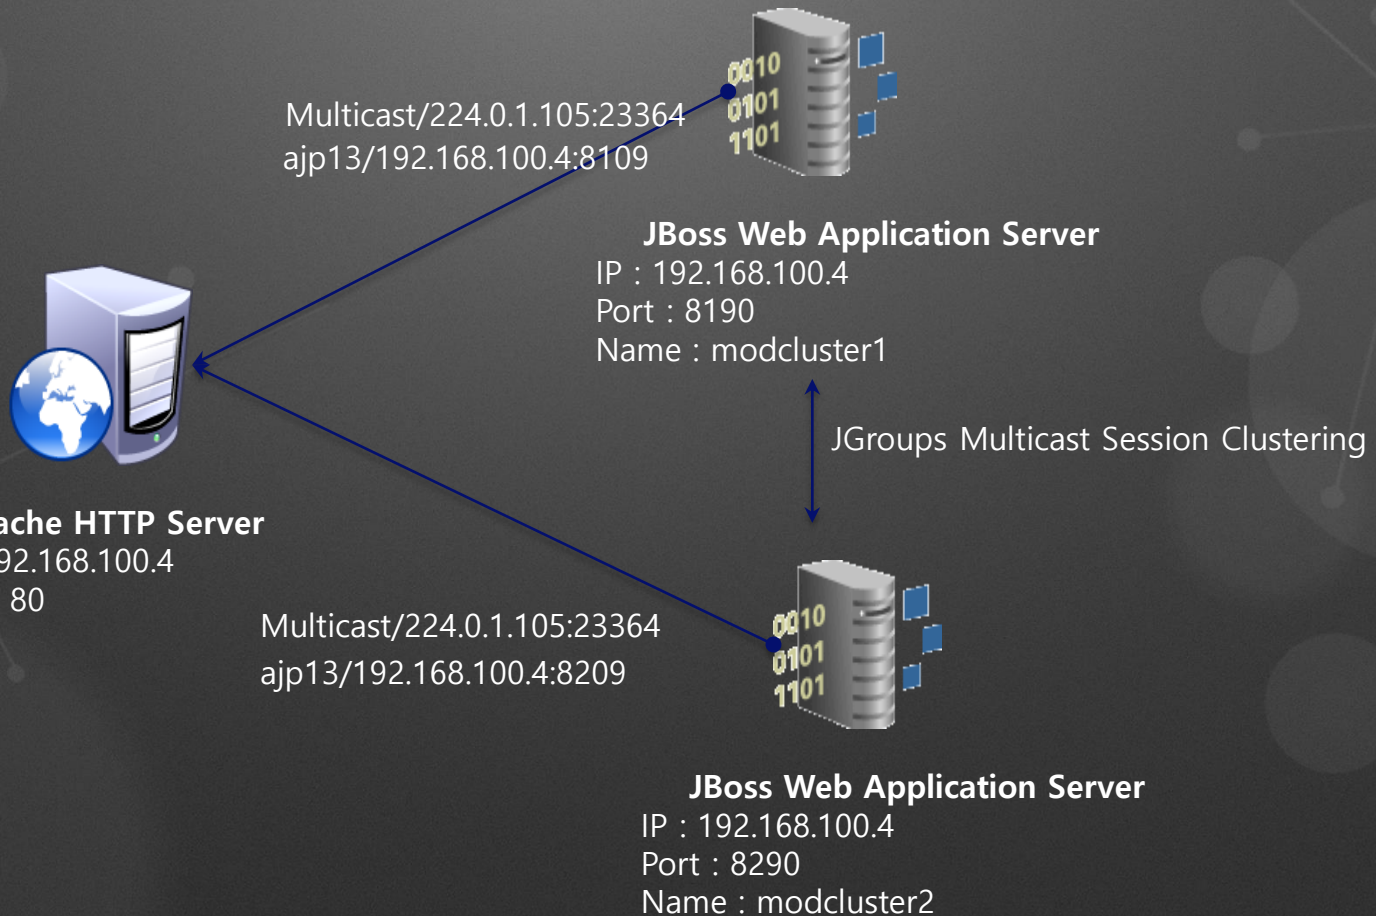 Multicast/224.0.1.105:23364
ajp13/192.168.100.4:8109
0010
0101
1101
JBoss Web Application Server
IP : 192.168.100.4
Port : 8190
Name : modcluster1
JGroups Multicast Session Clustering
ache HTTP Server
92.168.100.4
80
Multicast/224.0.1.105:23364
ajp13/192.168.100.4:8209
0010
0101
1101
JBoss Web Application Server
IP : 192.168.100.4
Port : 8290
Name : modcluster2